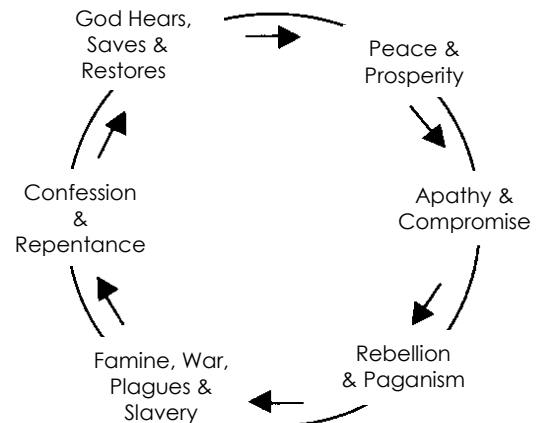 God Hears,
Saves &
Restores
Peace &
Prosperity
Apathy &
Compromise
Rebellion
& Paganism
Famine, War,
Plagues &
Slavery
Confession
&
Repentance